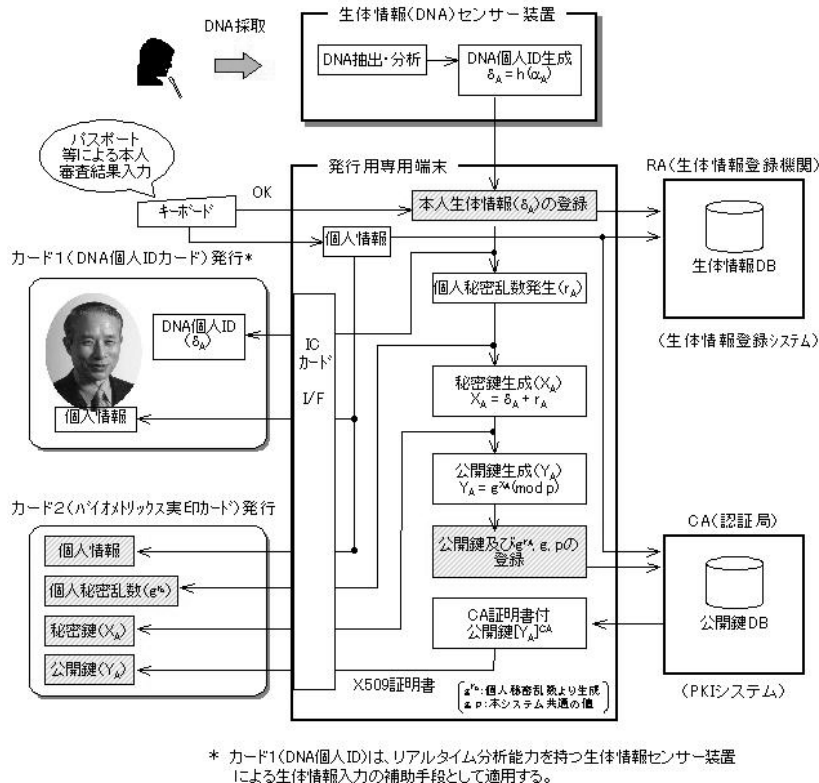 生体情報(DNA)センサー装置
DNA採取
DNA抽出・分析
DNA個人ID生成
δA=h(αA)
パスポート
等による本人
審査結果入力
発行用専用端末
RA(生体情報登録機関)
キーボード
OK
本人生体情報(δA)の登録
個人情報
生体情報DB
(生体情報登録システム)
カード1(DNA個人IDカード)発行*
個人秘密乱数発生(rA)
DNA個人ID
(δA)
個人情報
IC
カード
I/F
秘密鍵生成(XA)
XA=δA+rA
公開鍵生成(YA)
YA=gXA(mod p)
カード2(バイオメトリックス実印カード)発行
CA(認証局)
個人情報
個人秘密乱数(grA)
秘密鍵(XA)
公開鍵(YA)
公開鍵及びgrA, g, pの
登録
CA証明書付
公開鍵[YA]CA
公開鍵DB
(PKIシステム)
X509証明書
grA:個人秘密乱数より生成
g,p:本システム共通の値
* カード1(DNA個人ID)は、リアルタイム分析能力を持つ生体情報センサー装置
による生体情報入力の補助手段として適用する。